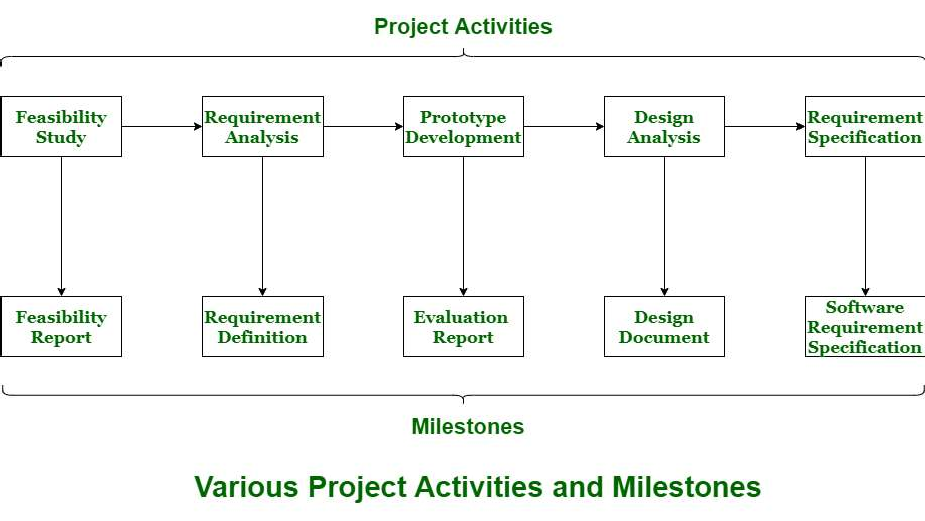 Project Activities
Feasibility
Study
Requirement
Analysis
Prototype
Development
Design
Analysis
Requirement
Specification
Feasibility
Report
Requirement
Definition
Evaluation
Report
Design
Document
Software
Requirement
Specification
Milestones
Various Project Activities and Milestones